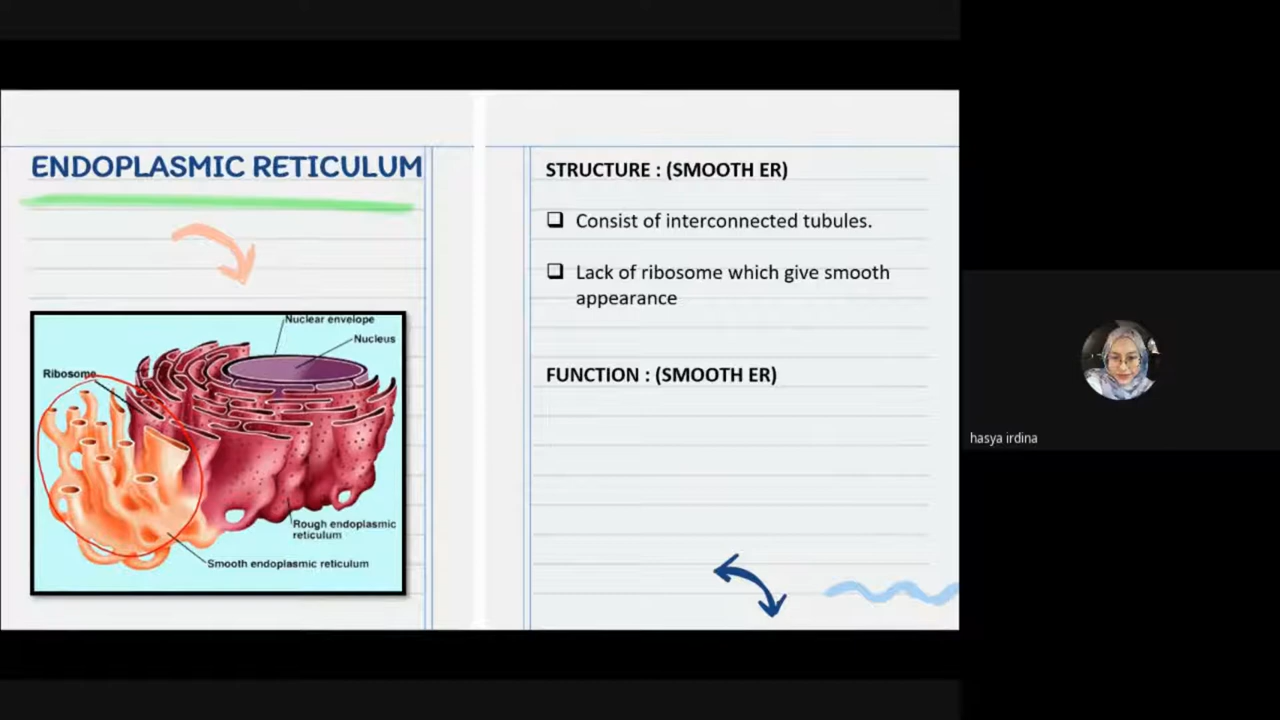 ENDOPLASMIC RETICULUM
Nuclear envelope
Nucleus
Ribosome
Rough endoplasmic
reticulum
Smooth endoplasmic reticulum
STRUCTURE : (SMOOTH ER)
❑ Consist of interconnected tubules.
❑ Lack of ribosome which give smooth
appearance
FUNCTION : (SMOOTH ER)
hasya irdina